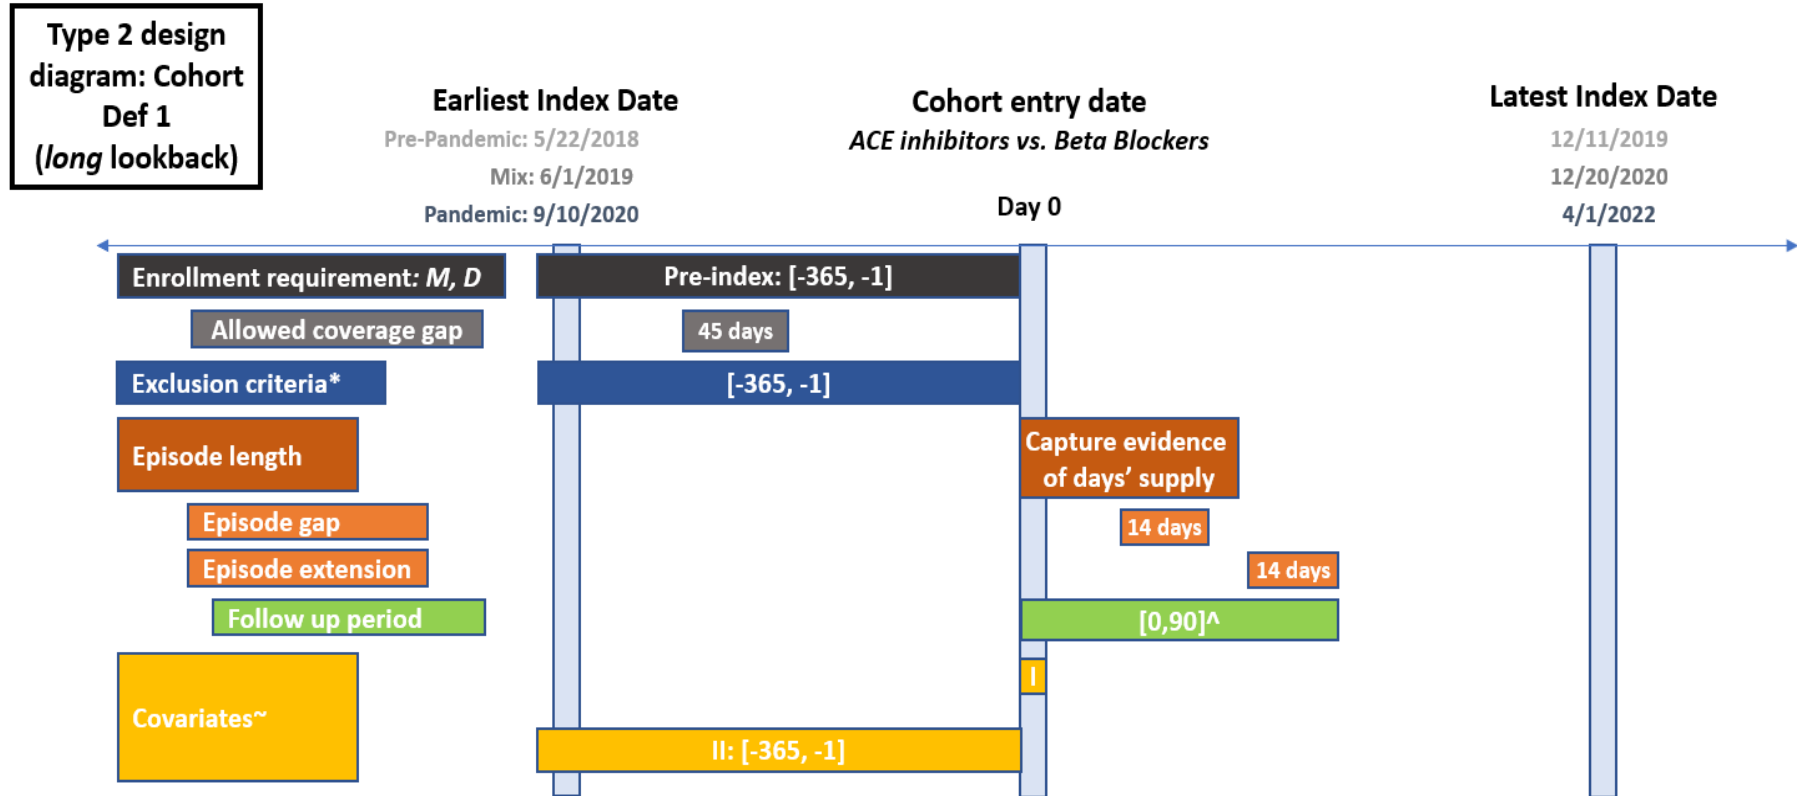 Type 2 design
diagram: Cohort
Def 1
(long lookback)
Earliest Index Date
Pre-Pandemic: 5/22/2018
Mix: 6/1/2019
Pandemic: 9/10/2020
Cohort entry date
ACE inhibitors vs. Beta Blockers
Day 0
Latest Index Date
12/11/2019
12/20/2020
4/1/2022
Enrollment requirement: M, D
Pre-index: [-365, -1]
Allowed coverage gap
45 days
Exclusion criteria*
[-365, -1]
Episode length
Capture evidence
of days’ supply
Episode gap
14 days
Episode extension
14 days
Follow up period
[0,90]^
Covariates~
I
II: [-365, -1]